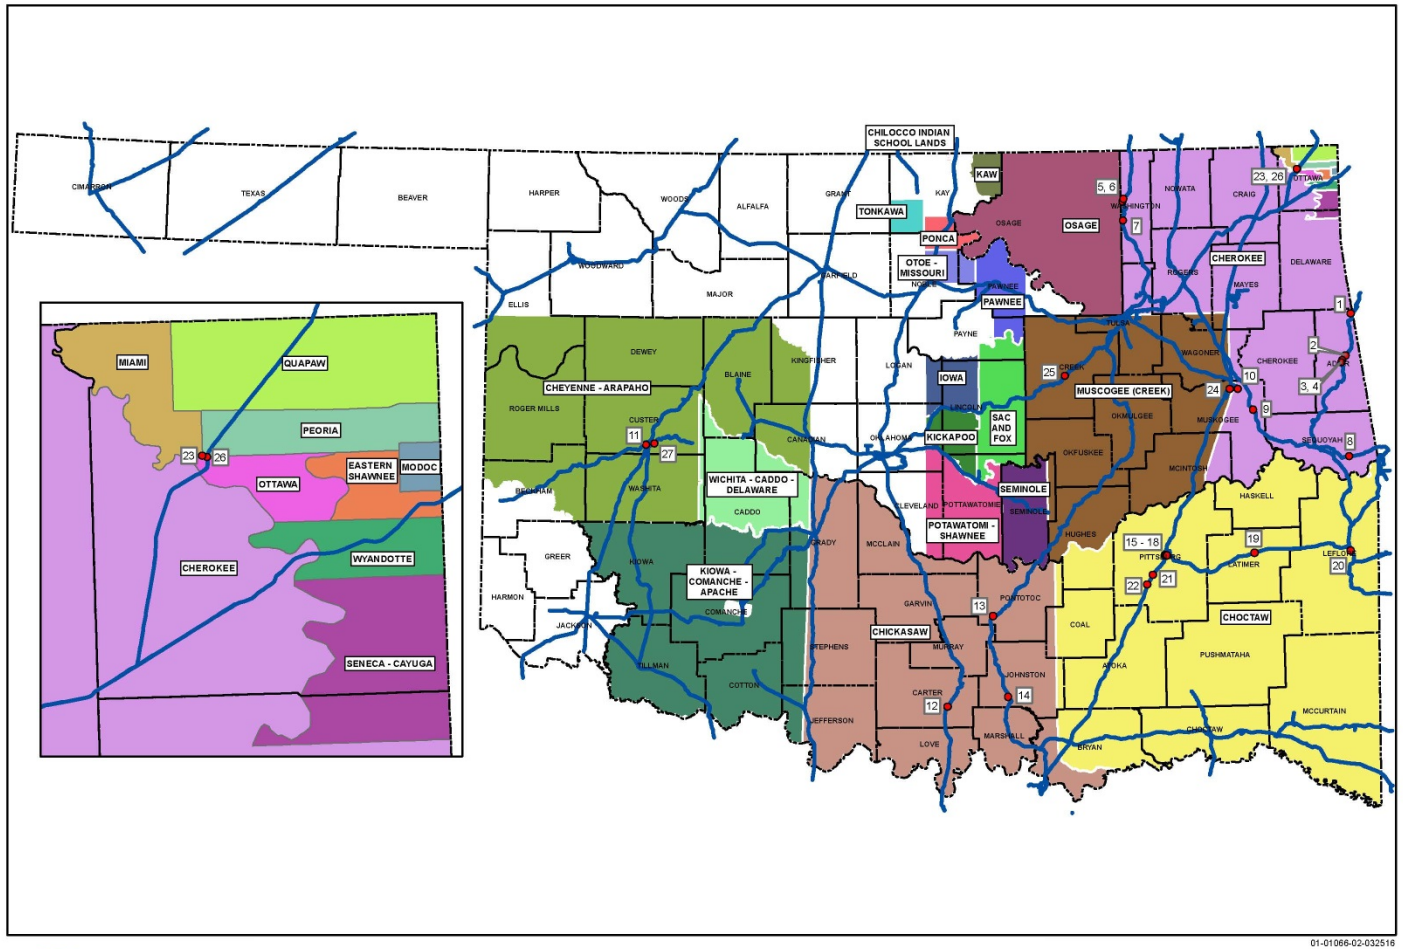 CHILOCCO INDIAN
SCHOOL LANDS
CIMARRON
TEXAS
BEAVER
HARPER
WOODS
ALFALFA
GRANT
KAY
KAW
TONKAWA
PONCA
OTOE -
MISSOURI
NOBLE
OSAGE
OSAGE
5, 6
WASHINGTON
7
NOWATA
CRAIG
23, 26
OTTAWA
CHEROKEE
DELAWARE
ROGERS
MAYES
WOODWARD
ELLIS
MAJOR
GARFIELD
PAWNEE
PAWNEE
PAYNE
TULSA
1
2
3, 4
ADAIR
CHEROKEE
DEWEY
BLAINE
KINGFISHER
LOGAN
WAGONER
CHEYENNE - ARAPAHO
ROGER MILLS
CUSTER
11
27
IOWA
LINCOLN
SAC
AND
FOX
KICKAPOO
25
CREEK
MUSCOGEE (CREEK)
OKMULGEE
24
10
9
MUSKOGEE
SEQUOYAH
8
CANADIAN
OKLAHOMA
OKFUSKEE
MCINTOSH
BECKHAM
WASHITA
WICHITA - CADDO -
DELAWARE
CADDO
CLEVELAND
POTTAWATOMIE
SEMINOLE
SEMINOLE
POTAWATOMI -
SHAWNEE
HASKELL
HUGHES
GREER
KIOWA
KIOWA -
COMANCHE -
APACHE
GRADY
MCCLAIN
15 - 18
PITTSBURG
19
LATIMER
LEFLORE
20
22
21
HARMON
JACKSON
COMANCHE
GARVIN
13
PONTOTOC
COAL
CHOCTAW
CHICKASAW
STEPHENS
MURRAY
TILLMAN
COTTON
JOHNSTON
14
ATOKA
PUSHMATAHA
CARTER
12
JEFFERSON
LOVE
MARSHALL
BRYAN
CHOCTAW
MCCURTAIN
MIAMI
QUAPAW
PEORIA
23
26
OTTAWA
EASTERN
SHAWNEE
MODOC
WYANDOTTE
CHEROKEE
SENECA - CAYUGA
01-01066-02-032516